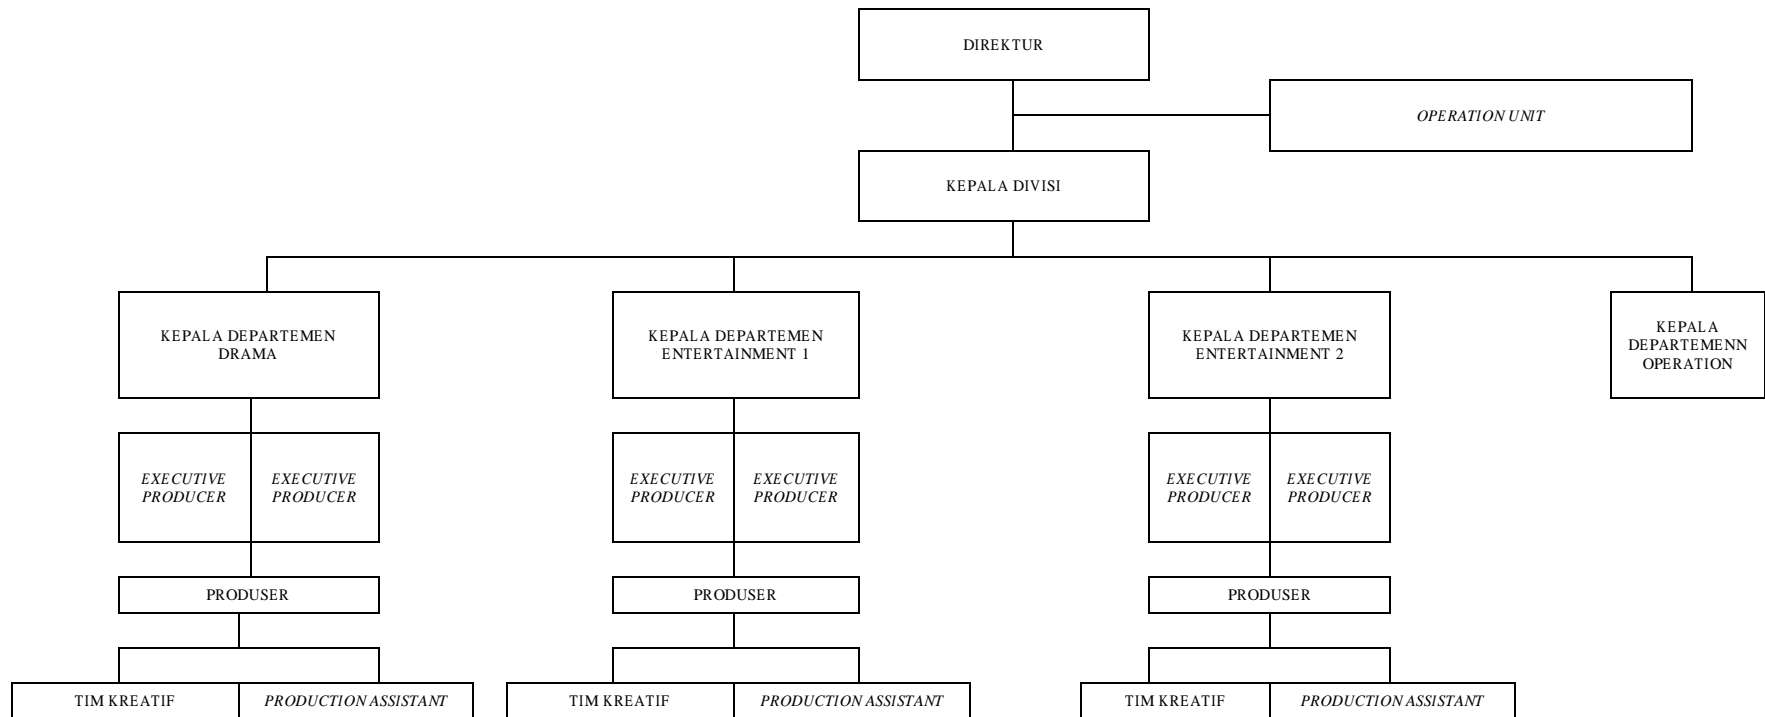 DIREKTUR
OPERATION UNIT
KEPALA DIVISI
KEPALA DEPARTEMEN
DRAMA
KEPALA DEPARTEMEN
ENTERTAINMENT 1
KEPALA DEPARTEMEN
ENTERTAINMENT 2
KEPALA
DEPARTEMENN
OPERATION
EXECUTIVE
PRODUCER
EXECUTIVE
PRODUCER
EXECUTIVE
PRODUCER
EXECUTIVE
PRODUCER
EXECUTIVE
PRODUCER
EXECUTIVE
PRODUCER
PRODUSER
PRODUSER
PRODUSER
TIM KREATIF
PRODUCTION ASSISTANT
TIM KREATIF
PRODUCTION ASSISTANT
TIM KREATIF
PRODUCTION ASSISTANT